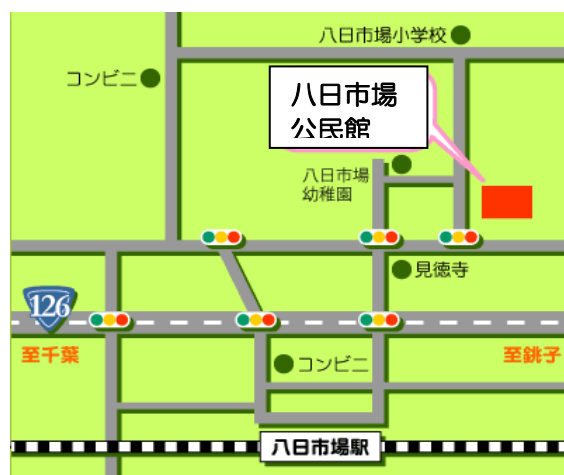 八日市場小学校
コンビニ
八日市場
公民館
八日市場
幼稚園
見徳寺
126
至千葉
至銚子
コンビニ
八日市場駅